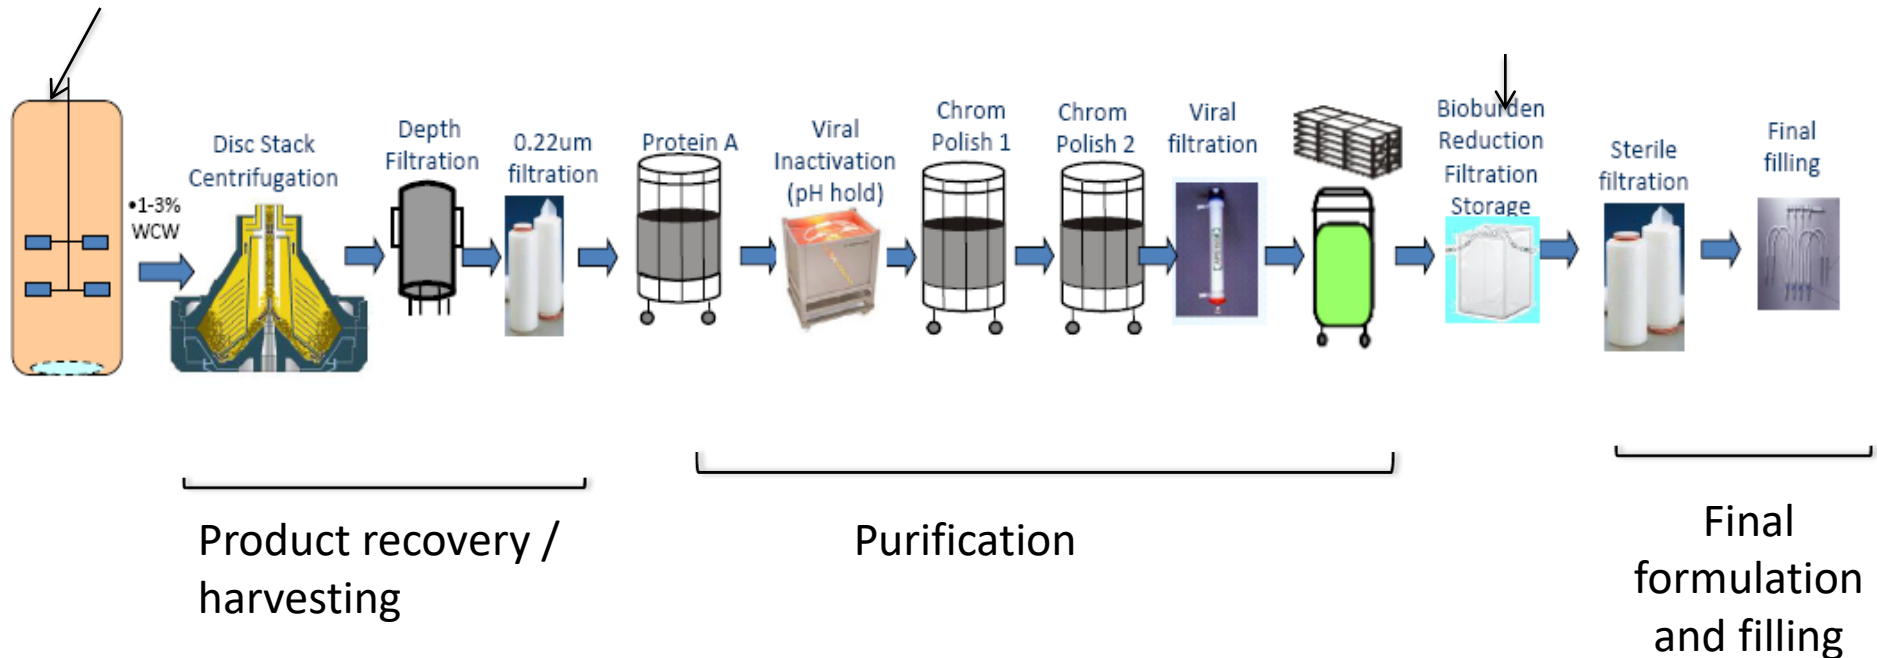 •1-3%
WCW
Disc Stack
Centrifugation
Depth
Filtration
0.22um
filtration
Protein A
Viral
Inactivation
(pH hold)
Chrom
Polish 1
Chrom
Polish 2
Viral
filtration
Bioburden
Reduction
Filtration
Storage
Sterile
filtration
Final
filling
Product recovery /
harvesting
Purification
Final
formulation
and filling